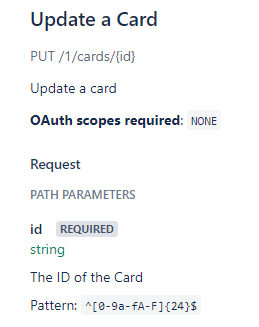 Update a Card
PUT /1/cards/{id}
Update a card
OAuth scopes required: NONE
Request
PATH PARAMETERS
id REQUIRED
string
The ID of the Card
Pattern: ^[0-9a-fA-F]{24}$